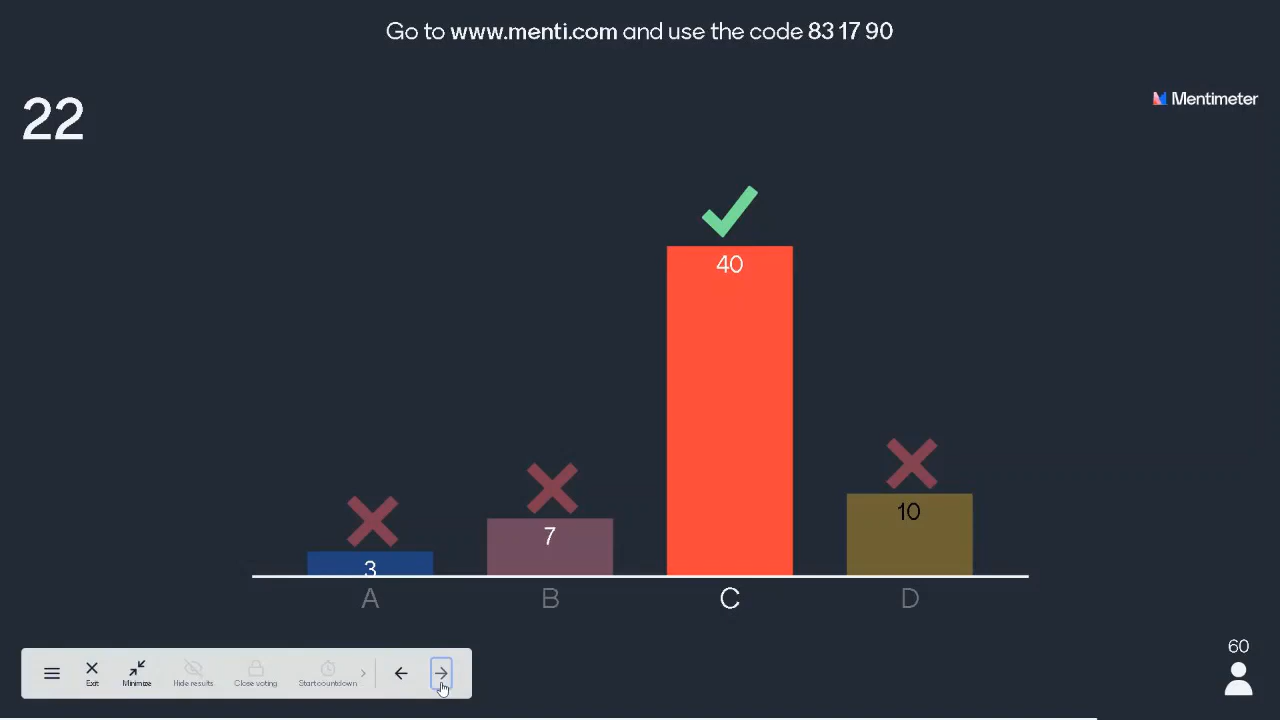 Go to www.menti.com and use the code 83 17 90
22
Mentimeter
40
10
7
3
A B C D
60
Exit Minimize Hide results Close voting Start countdown